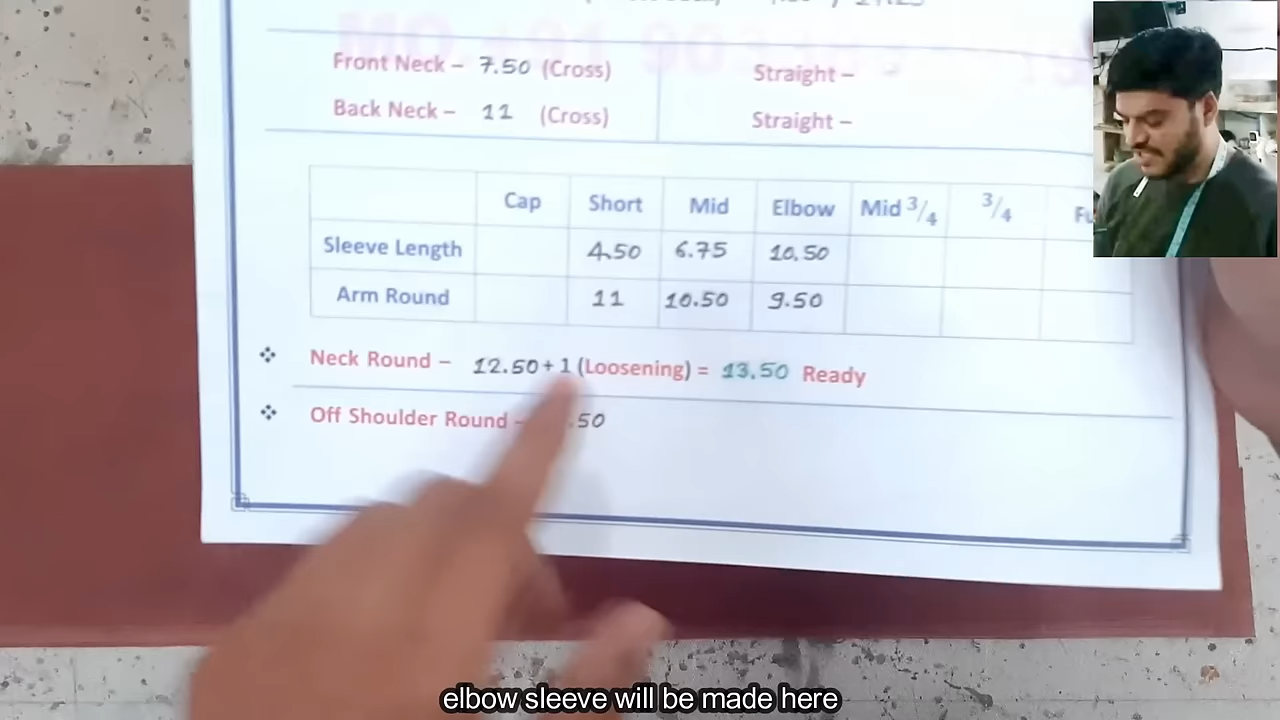 Front Neck – 7.50 (Cross) Straight –
Back Neck – 11 (Cross) Straight –
Cap Short Mid Elbow Mid 3/4 3/4
Sleeve Length 4.50 6.75 10.50
Arm Round 11 10.50 9.50
❖ Neck Round – 12.50+1 (Loosening) = 13.50 Ready
❖ Off Shoulder Round – .50
elbow sleeve will be made here